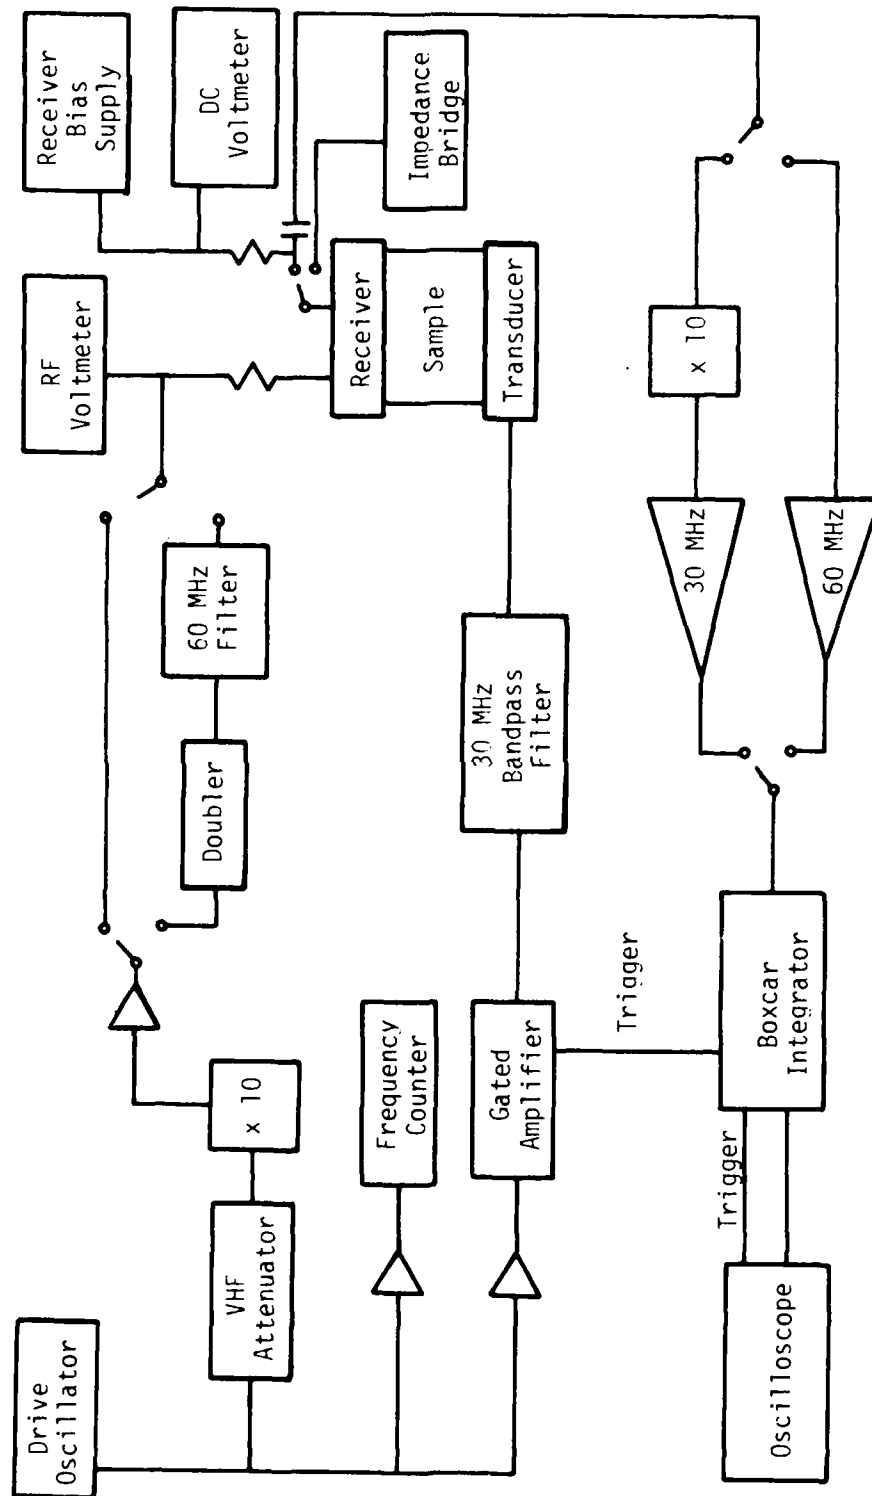 Drive
Oscillator
VHF
Attenuator
x 10
Doubler
60 MHz
Filter
RF
Voltmeter
Receiver
Bias
Supply
DC
Voltmeter
Frequency
Counter
Gated
Amplifier
30 MHz
Bandpass
Filter
Receiver
Sample
Transducer
Impedance
Bridge
Trigger
Trigger
Oscilloscope
Boxcar
Integrator
30 MHz
60 MHz
x 10